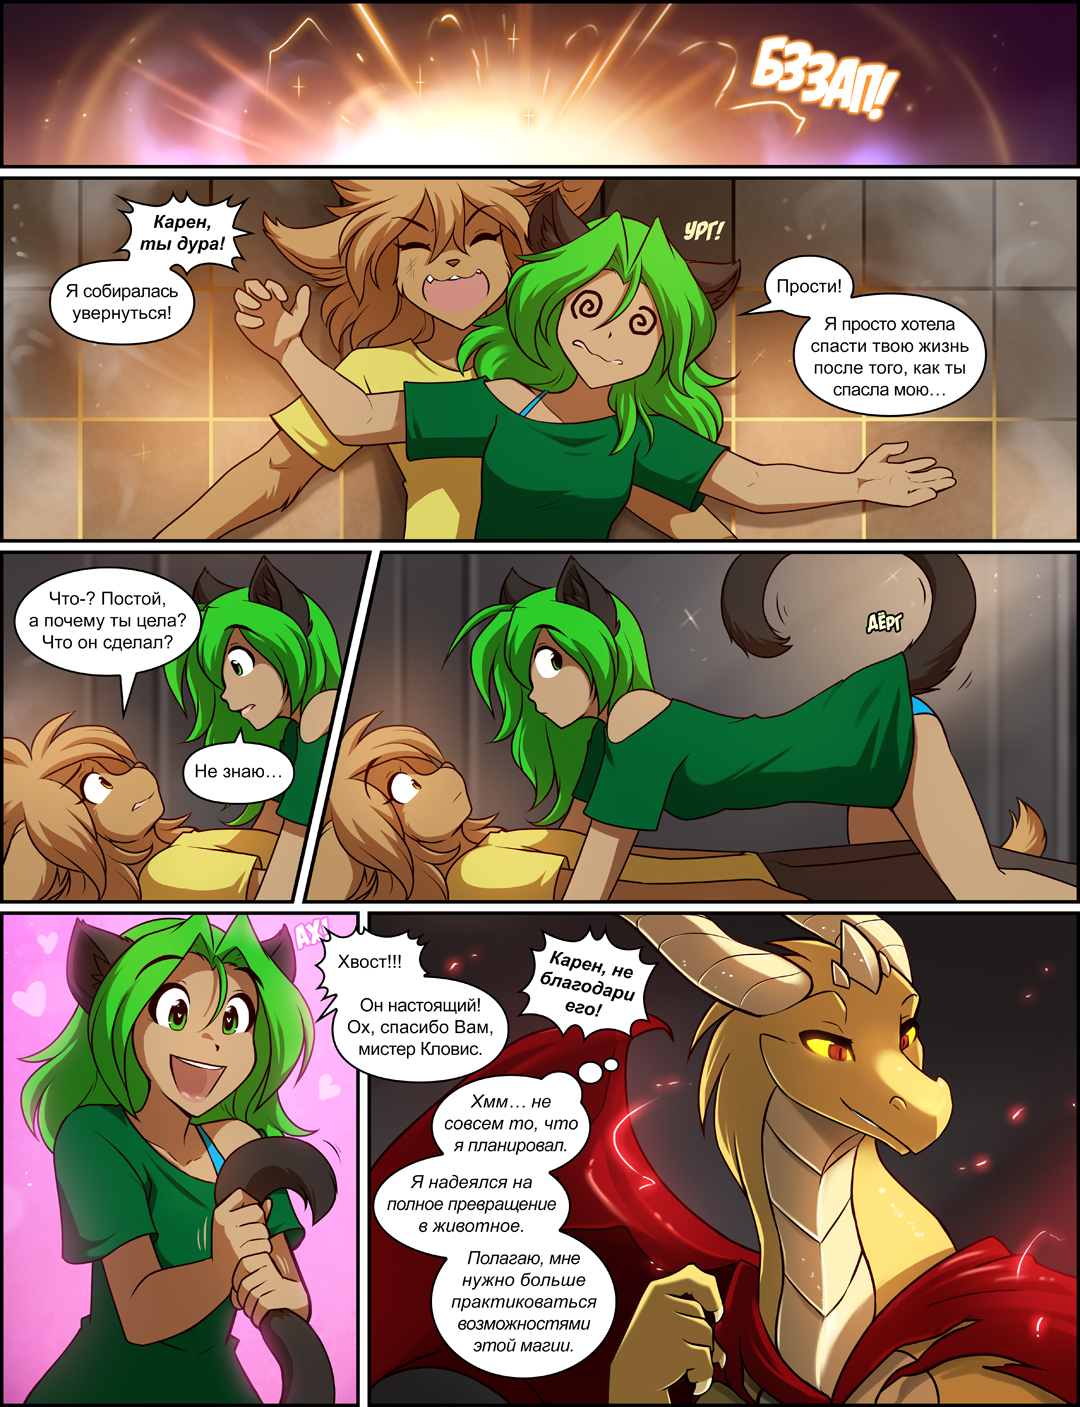 БЗЗАП!
Карен,
ты дура!
Я собиралась
увернуться!
УРГ!
Прости!
Я просто хотела
спасти твою жизнь
после того, как ты
спасла мою...
Что-? Постой,
а почему ты цела?
Что он сделал?
Не знаю...
ДЁРГ
АХ!
Хвост!!!
Он настоящий!
Ох, спасибо Вам,
мистер Кловис.
Карен, не
благодари
его!
Хмм... не
совсем то, что
я планировал.
Я надеялся на
полное превращение
в животное.
Полагаю, мне
нужно больше
практиковаться
возможностями
этой магии.